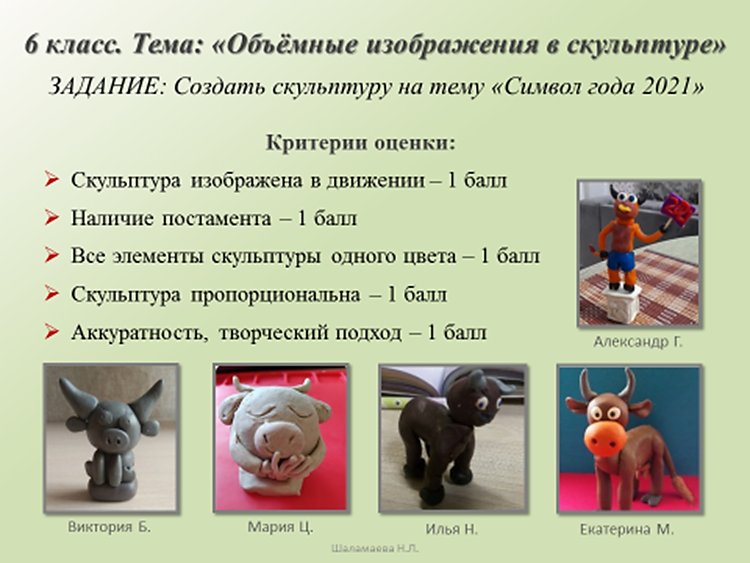 6 класс. Тема: «Объёмные изображения в скульптуре»
ЗАДАНИЕ: Создать скульптуру на тему «Символ года 2021»
Критерии оценки:
Скульптура изображена в движении – 1 балл
Наличие постамента – 1 балл
Все элементы скульптуры одного цвета – 1 балл
Скульптура пропорциональна – 1 балл
Аккуратность, творческий подход – 1 балл
Александр Г.
Виктория Б.
Мария Ц.
Илья Н.
Екатерина М.
Шаламаева Н.Л.